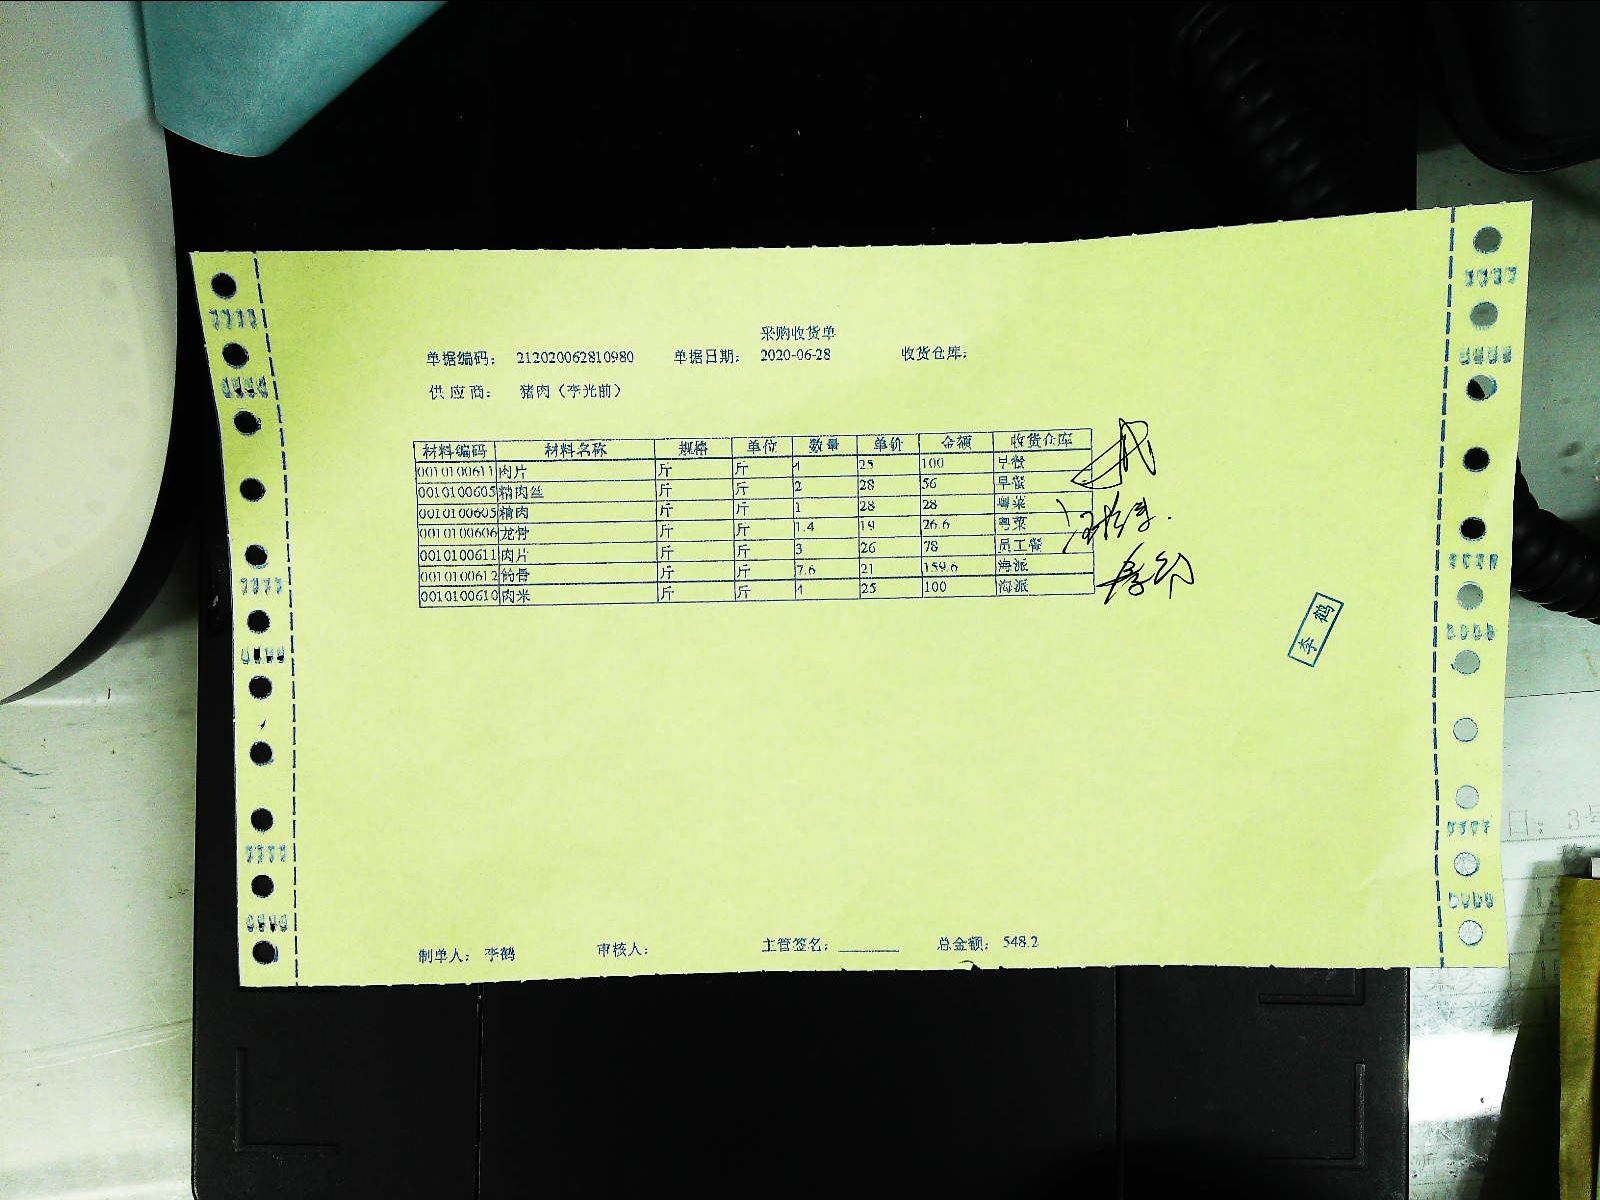 采购收货单
单据编码: 212020062810980 单据日期: 2020-06-28 收货仓库:
供 应 商: 猪肉（李光前）
材料编码 材料名称 规格 单位 数量 单价 金额 收货仓库
0010100611 肉片 斤 斤 4 25 100 早餐
0010100605 精肉丝 斤 斤 2 28 56 早餐
0010100605 精肉 斤 斤 1 28 28 粤菜
0010100606 龙骨 斤 斤 1.4 19 26.6 粤菜
0010100611 肉片 斤 斤 3 26 78 员工餐
0010100612 筒骨 斤 斤 7.6 21 159.6 海派
0010100610 肉米 斤 斤 4 25 100 海派
李 鹤
制单人: 李鹤 审核人: 主管签名: 总金额: 548.2